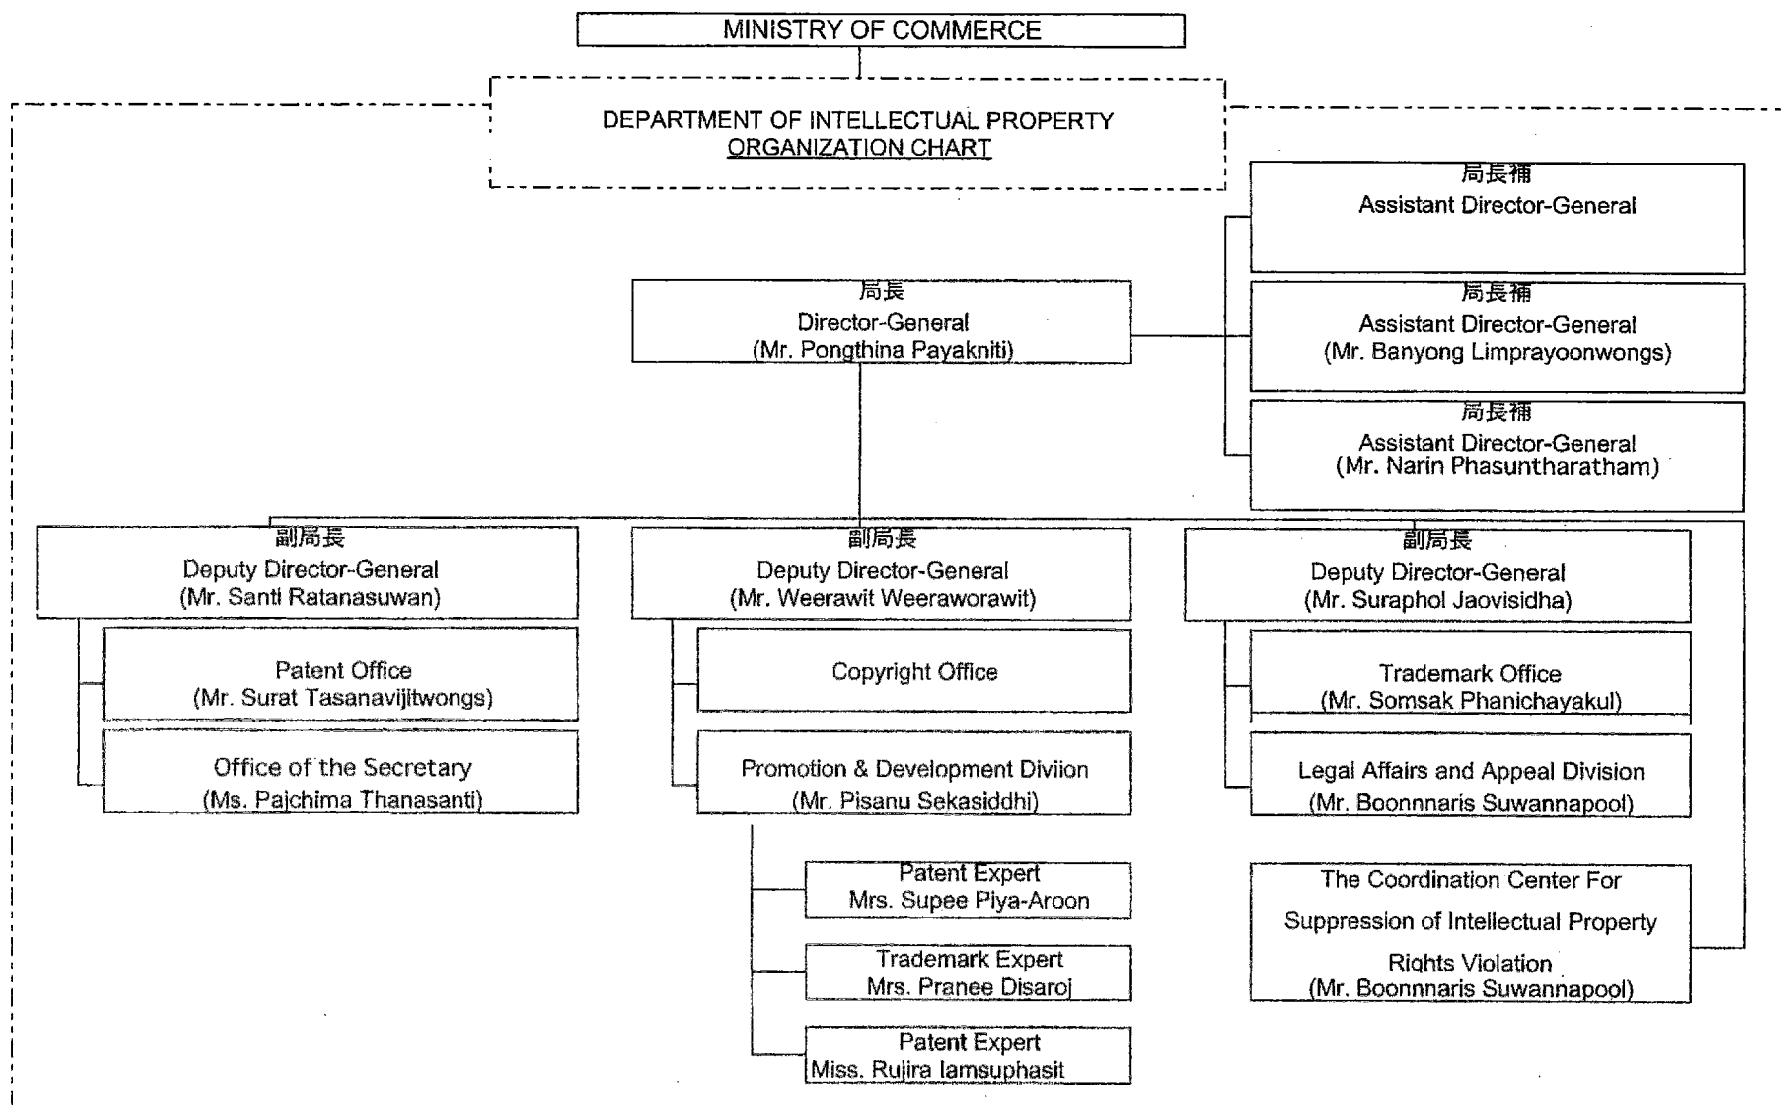 MINISTRY OF COMMERCE
DEPARTMENT OF INTELLECTUAL PROPERTY
ORGANIZATION CHART
局長補
Assistant Director-General
局長
Director-General
(Mr. Pongthina Payakniti)
局長補
Assistant Director-General
(Mr. Banyong Limprayoonwongs)
局長補
Assistant Director-General
(Mr. Narin Phasuntharatham)
副局長
Deputy Director-General
(Mr. Santi Ratanasuwan)
副局長
Deputy Director-General
(Mr. Weerawit Weeraworawit)
副局長
Deputy Director-General
(Mr. Suraphol Jaovisidha)
Patent Office
(Mr. Surat Tasanavijitwongs)
Copyright Office
Trademark Office
(Mr. Somsak Phanichayakul)
Office of the Secretary
(Ms. Pajchima Thanasanti)
Promotion & Development Diviion
(Mr. Pisanu Sekasiddhi)
Legal Affairs and Appeal Division
(Mr. Boonnnaris Suwannapool)
Patent Expert
Mrs. Supee Piya-Aroon
Trademark Expert
Mrs. Pranee Disaroj
Patent Expert
Miss. Rujira Iamsuphasit
The Coordination Center For
Suppression of Intellectual Property
Rights Violation
(Mr. Boonnnaris Suwannapool)